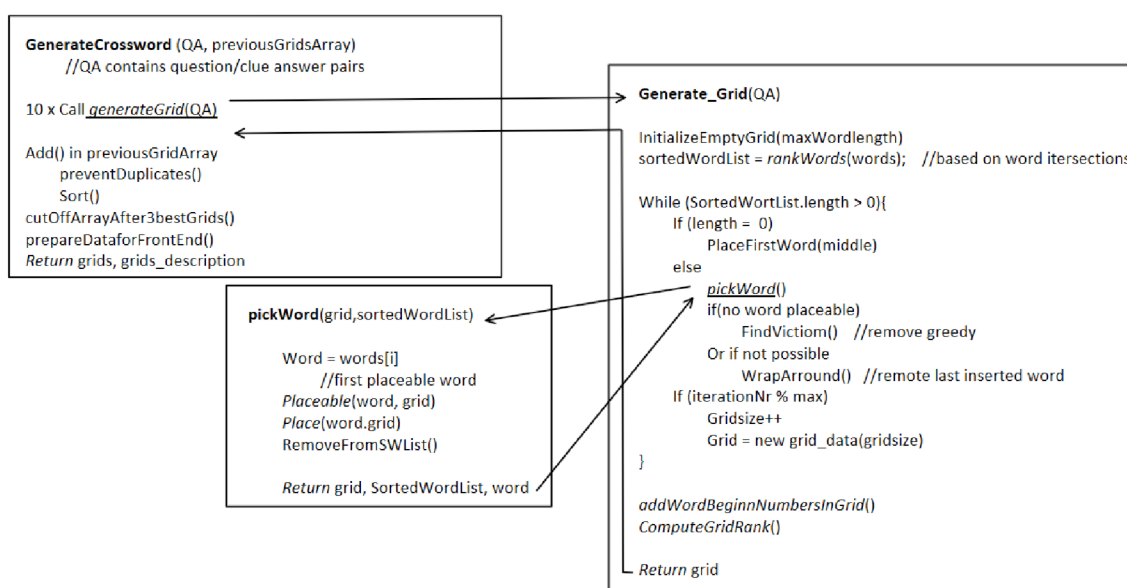 GenerateCrossword (QA, previousGridsArray)
//QA contains question/clue answer pairs
10 x Call generateGrid(QA)
Add() in previousGridArray
preventDuplicates()
Sort()
cutOffArrayAfter3bestGrids()
prepareDataforFrontEnd()
Return grids, grids_description
pickWord(grid,sortedWordList)
Word = words[i]
//first placeable word
Placeable(word, grid)
Place(word.grid)
RemoveFromSWList()
Return grid, SortedWordList, word
Generate_Grid(QA)
InitializeEmptyGrid(maxWordlength)
sortedWordList = rankWords(words); //based on word itersections
While (SortedWortList.length > 0){
If (length = 0)
PlaceFirstWord(middle)
else
pickWord()
if(no word placeable)
FindVictiom() //remove greedy
Or if not possible
WrapArround() //remote last inserted word
If (iterationNr % max)
Gridsize++
Grid = new grid_data(gridsize)
}
addWordBeginnNumbersInGrid()
ComputeGridRank()
Return grid